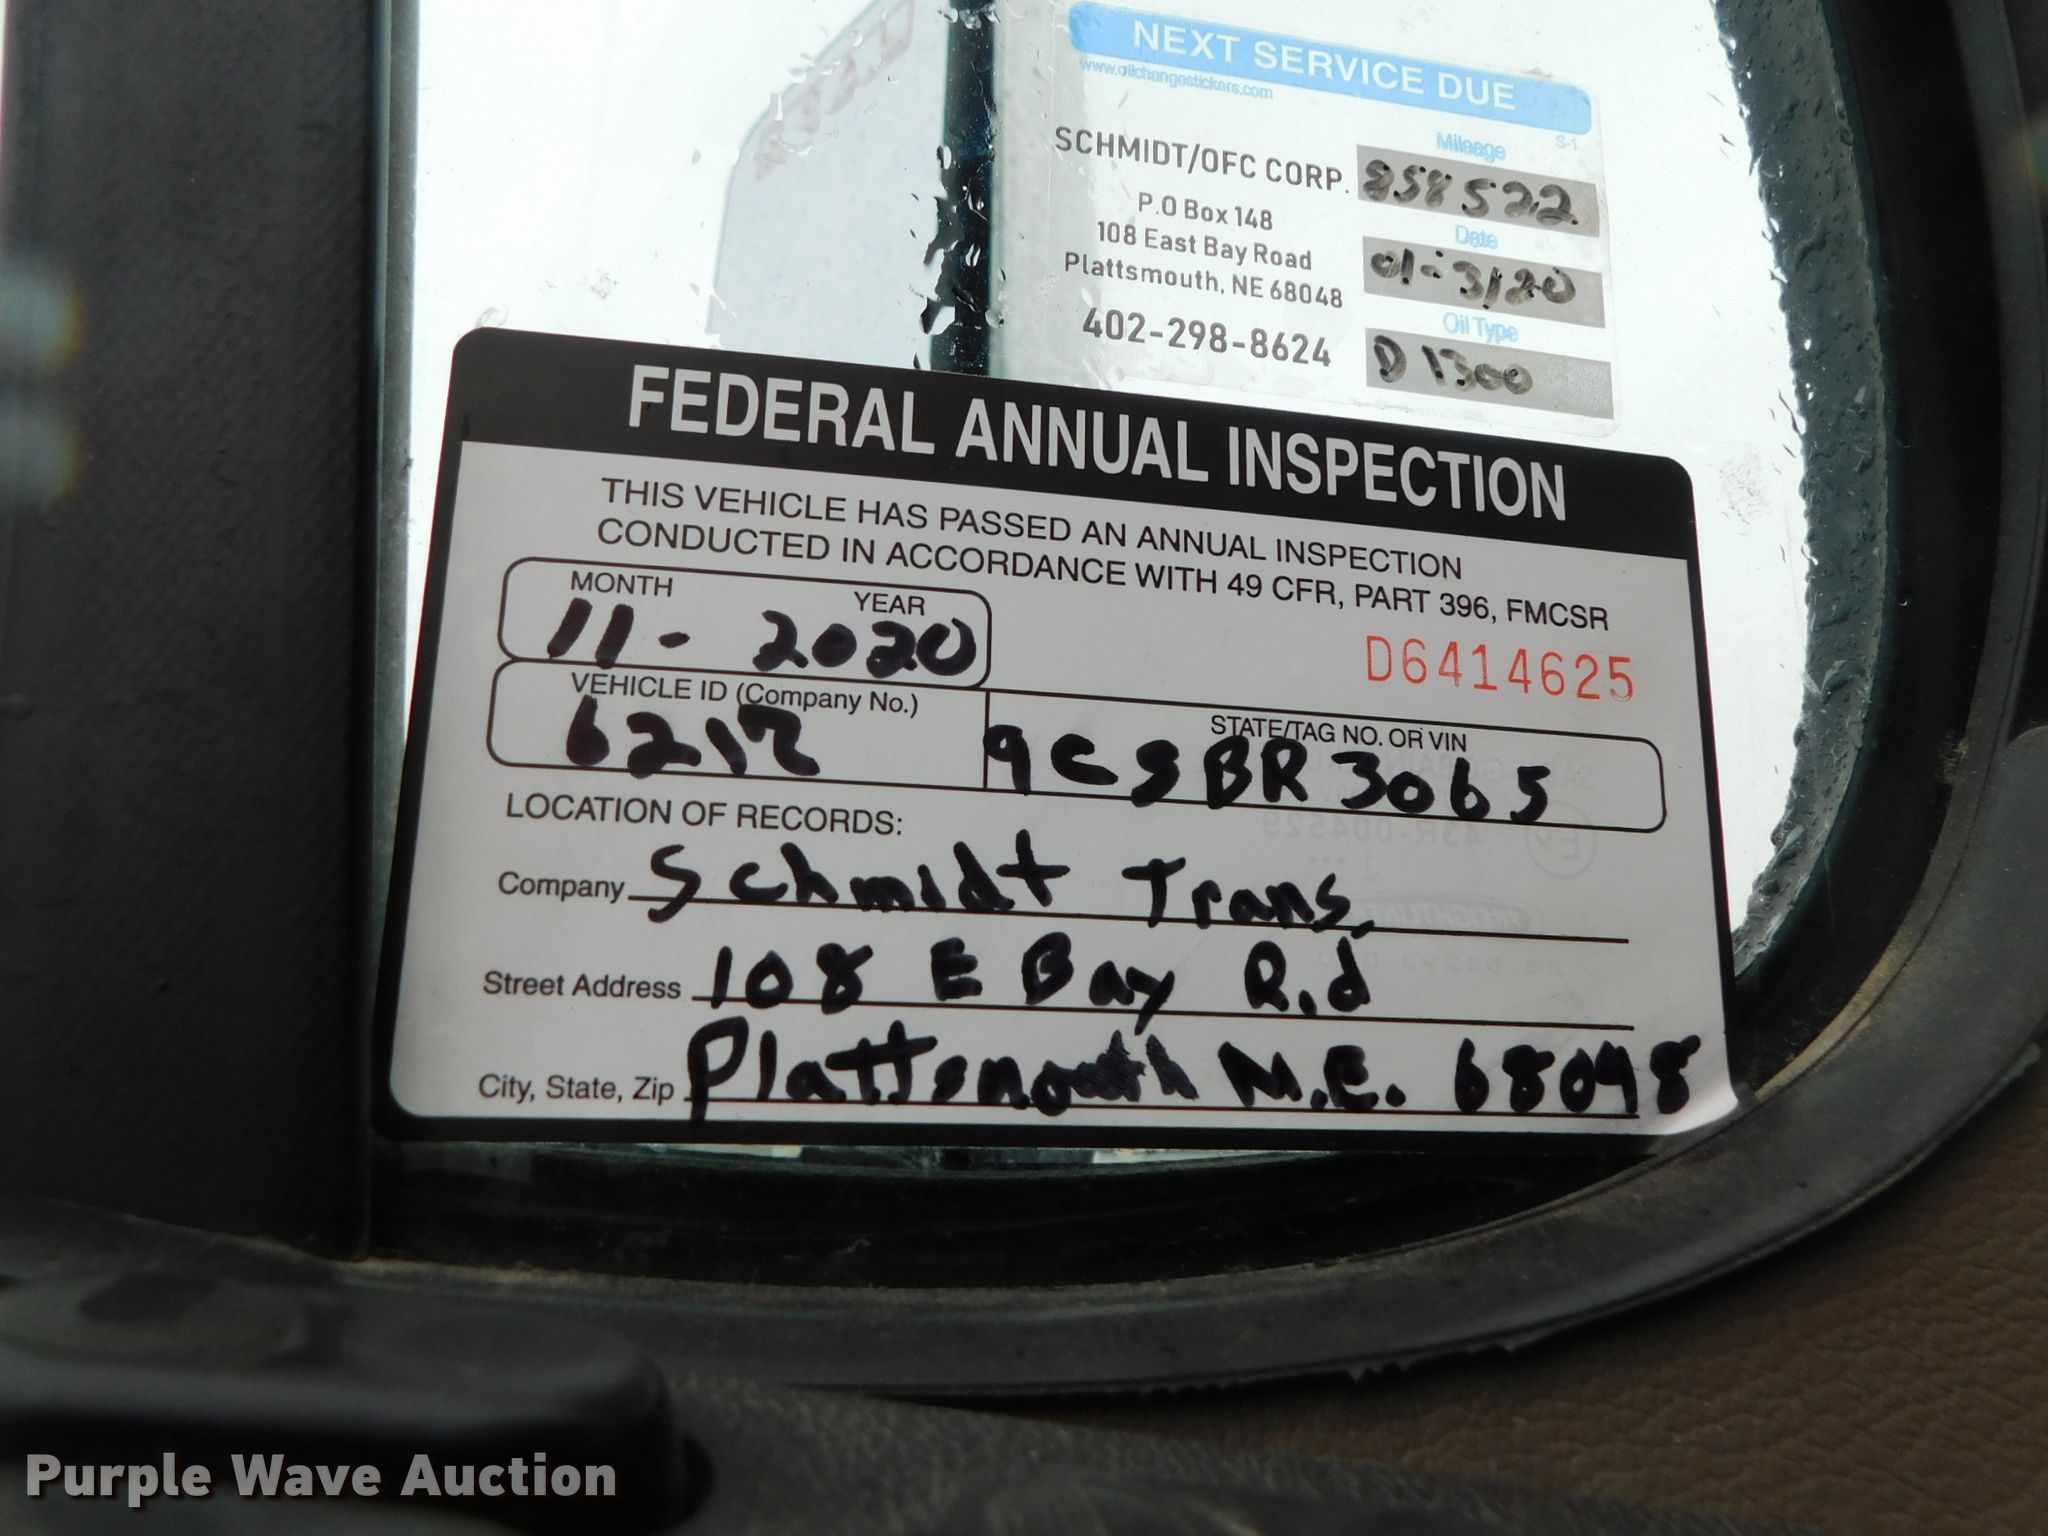 NEXT SERVICE DUE
www.oilchangestickers.com
S-1
SCHMIDT/OFC CORP.
P.O Box 148
108 East Bay Road
Plattsmouth, NE 68048
402-298-8624
Mileage
858522
Date
01-3120
Oil Type
D 1300
FEDERAL ANNUAL INSPECTION
THIS VEHICLE HAS PASSED AN ANNUAL INSPECTION
CONDUCTED IN ACCORDANCE WITH 49 CFR, PART 396, FMCSR
MONTH YEAR
11- 2020
D6414625
VEHICLE ID (Company No.)
6212
STATE/TAG NO. OR VIN
9CSBR3065
LOCATION OF RECORDS:
Company Schmidt Trans.
Street Address 108 E Bay R.d
City, State, Zip Plattsmouth N.E. 68048
Purple Wave Auction